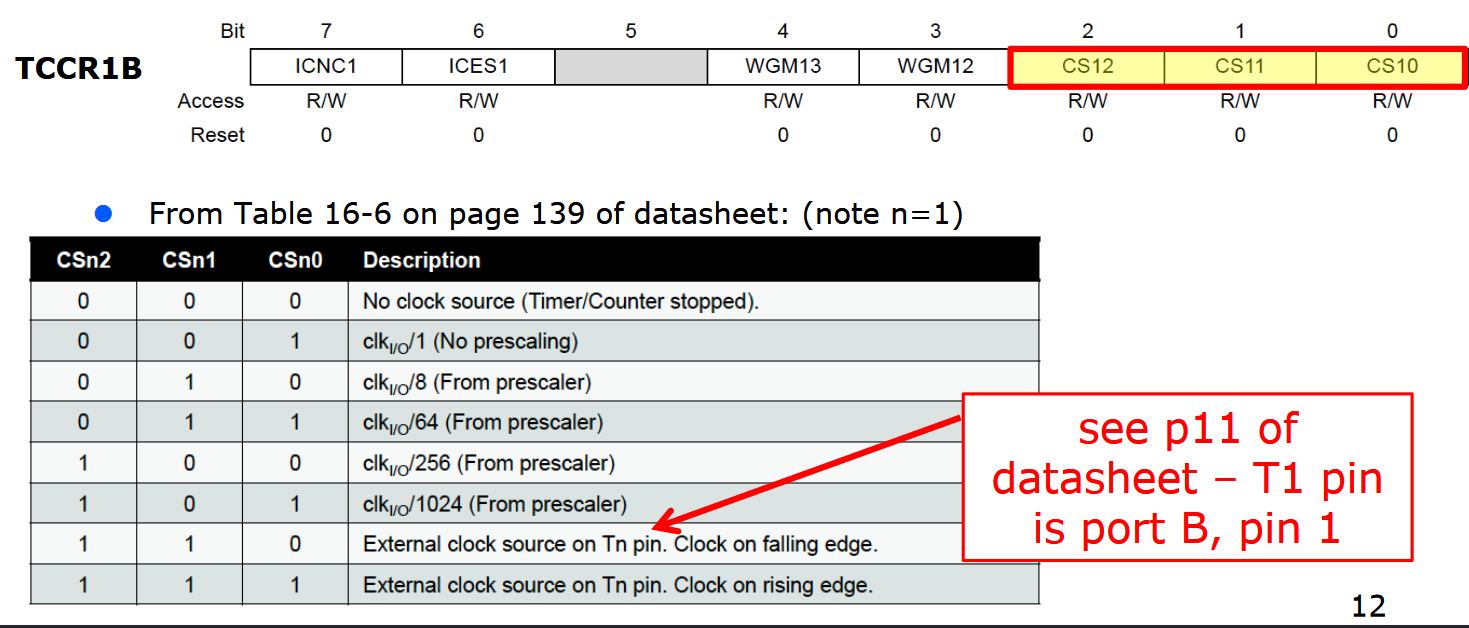 Bit 7 6 5 4 3 2 1 0
TCCR1B ICNC1 ICES1 WGM13 WGM12 CS12 CS11 CS10
Access R/W R/W R/W R/W R/W R/W R/W
Reset 0 0 0 0 0 0 0
● From Table 16-6 on page 139 of datasheet: (note n=1)
CSn2 CSn1 CSn0 Description
0 0 0 No clock source (Timer/Counter stopped).
0 0 1 clkI/O/1 (No prescaling)
0 1 0 clkI/O/8 (From prescaler)
0 1 1 clkI/O/64 (From prescaler)
1 0 0 clkI/O/256 (From prescaler)
1 0 1 clkI/O/1024 (From prescaler)
1 1 0 External clock source on Tn pin. Clock on falling edge.
1 1 1 External clock source on Tn pin. Clock on rising edge.
see p11 of
datasheet – T1 pin
is port B, pin 1
12